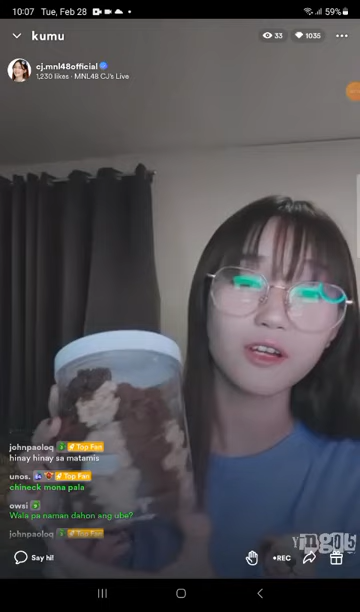 10:07 Tue, Feb 28
59%
kumu
33
1035
cj.mnl48official
1,230 likes · MNL48 CJ's Live
johnpaoloq Top Fan
hinay hinay sa matamis
unos. Top Fan
chineck mona pala
owsi
Wala pa naman dahon ang ube?
johnpaoloq Top Fan
Say hi!
•REC